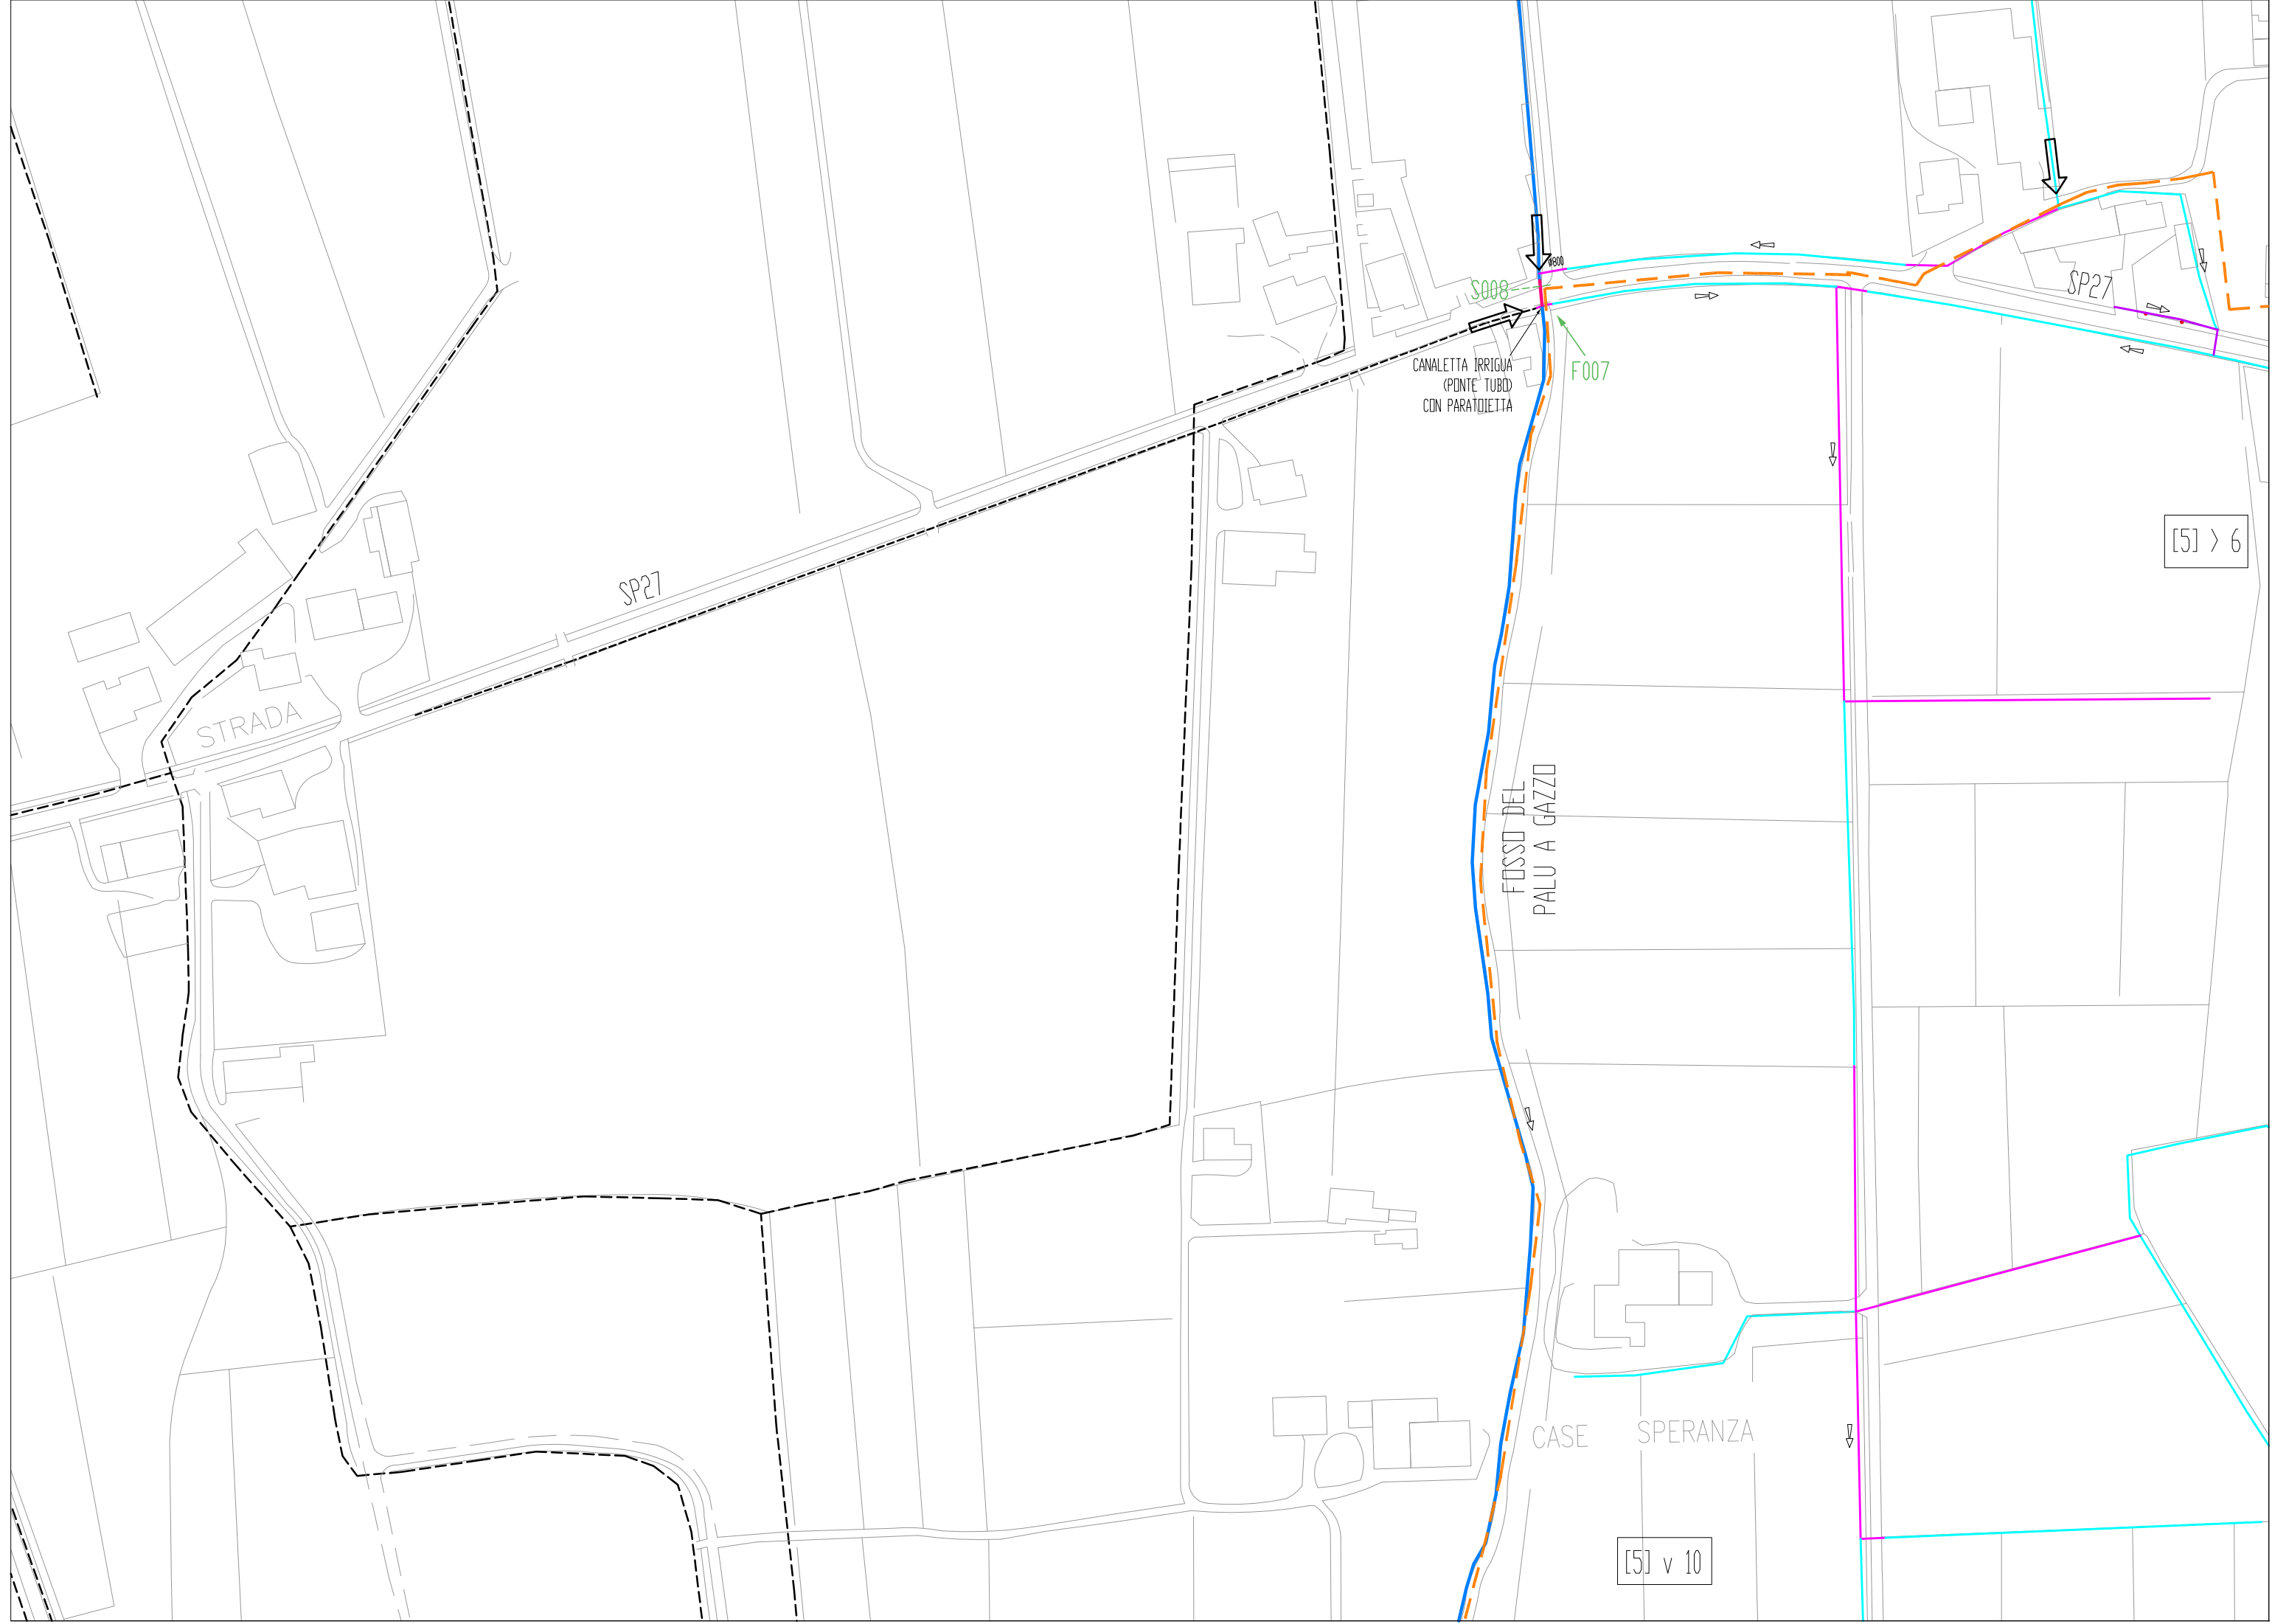 Ø800
S008
SP27
CANALETTA IRRIGUA
(PONTE TUBO)
CON PARATOIETTA
F007
[5] > 6
SP27
STRADA
FOSSO DEL
PALU A GAZZO
CASE SPERANZA
[5] v 10